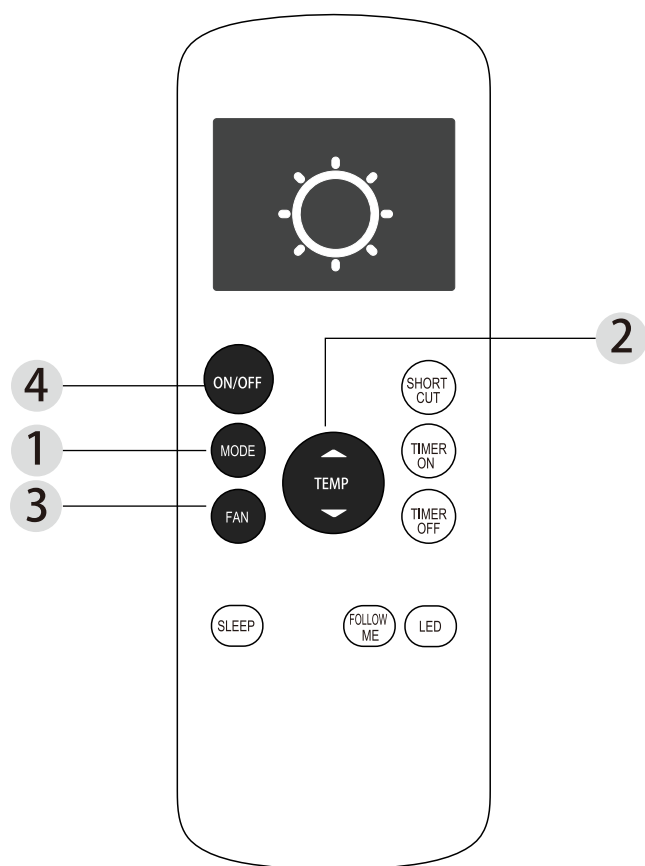 2
4
ON/OFF
SHORT
CUT
1
MODE
TEMP
TIMER
ON
3
FAN
TIMER
OFF
SLEEP
FOLLOW
ME
LED